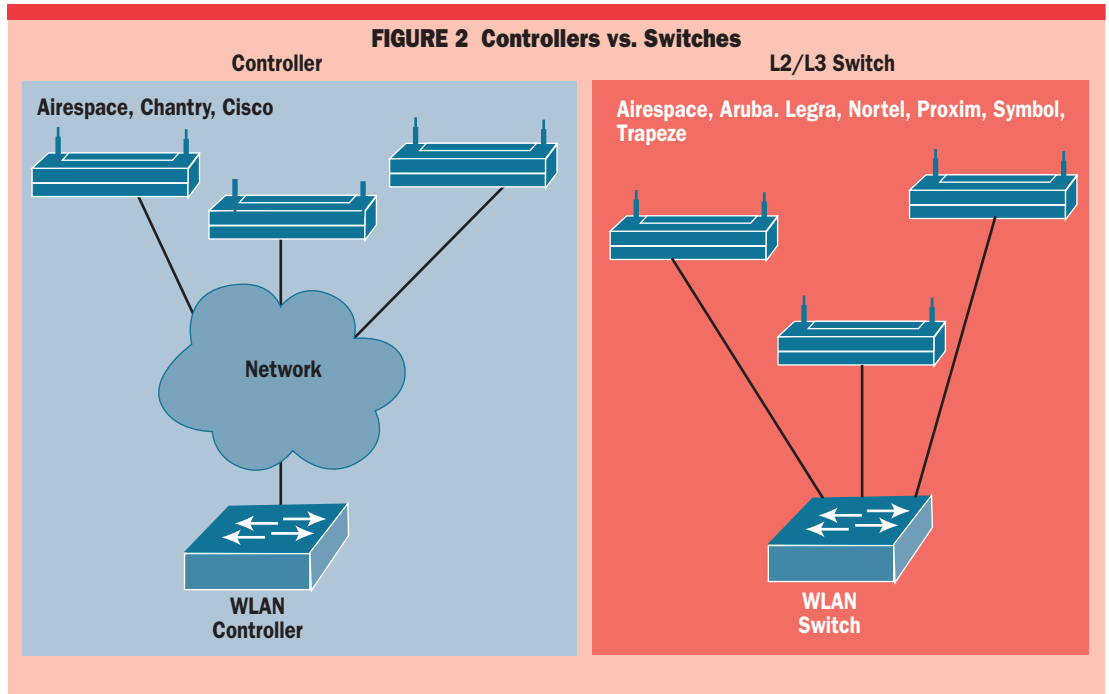 FIGURE 2 Controllers vs. Switches
Controller
Airespace, Chantry, Cisco
Network
WLAN
Controller
L2/L3 Switch
Airespace, Aruba. Legra, Nortel, Proxim, Symbol,
Trapeze
WLAN
Switch